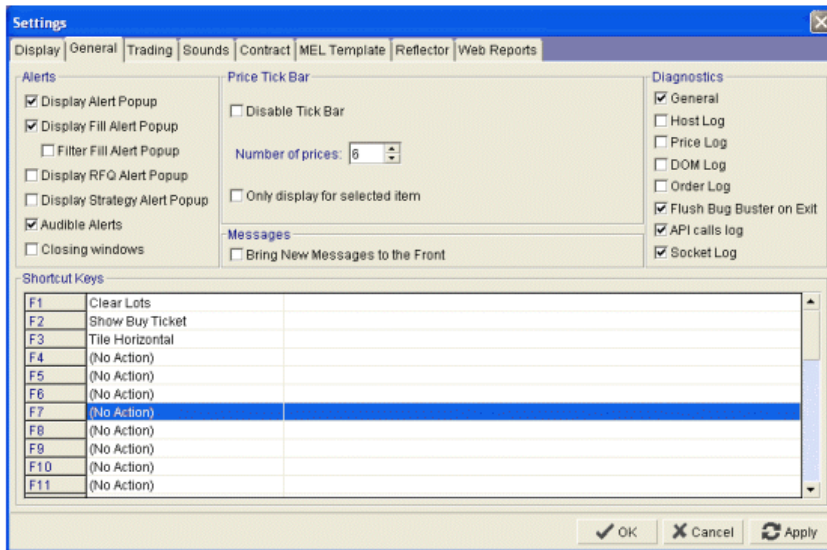 Settings
Display General Trading Sounds Contract MEL Template Reflector Web Reports
Alerts
Display Alert Popup
Display Fill Alert Popup
Filter Fill Alert Popup
Display RFQ Alert Popup
Display Strategy Alert Popup
Audible Alerts
Closing windows
Price Tick Bar
Disable Tick Bar
Number of prices: 6
Only display for selected item
Messages
Bring New Messages to the Front
Diagnostics
General
Host Log
Price Log
DOM Log
Order Log
Flush Bug Buster on Exit
API calls log
Socket Log
Shortcut Keys
F1 Clear Lots
F2 Show Buy Ticket
F3 Tile Horizontal
F4 (No Action)
F5 (No Action)
F6 (No Action)
F7 (No Action)
F8 (No Action)
F9 (No Action)
F10 (No Action)
F11 (No Action)
OK Cancel Apply